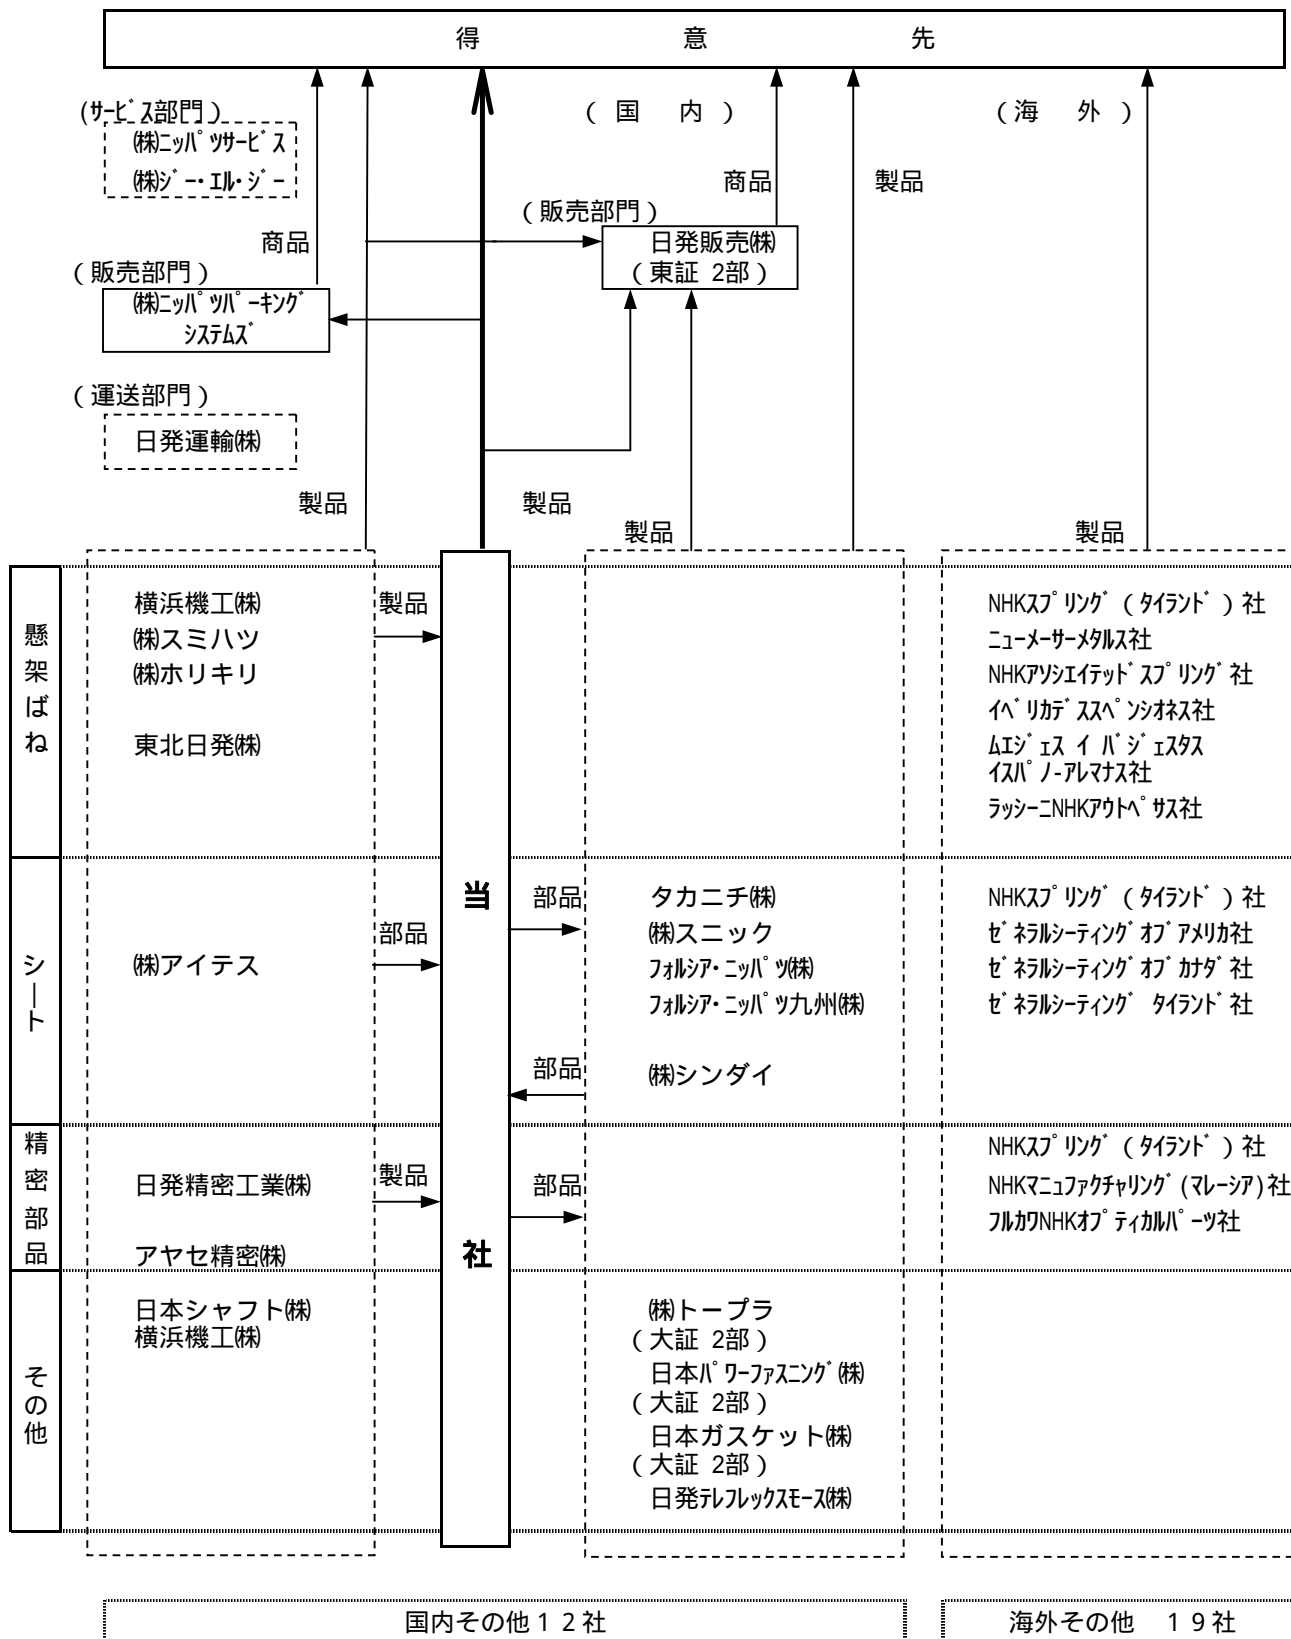 得 意 先
(サービス部門)
(国 内)
(海 外)
㈱ニッパツサービス
㈱ジー・エル・ジー
商品
製品
(販売部門)
日発販売㈱
(東証 2部)
商品
(販売部門)
㈱ニッパツパーキング
システムズ
(運送部門)
日発運輸㈱
製品
製品
製品
製品
懸架ばね
横浜機工㈱
㈱スミハツ
㈱ホリキリ
東北日発㈱
製品
NHKスプリング(タイランド)社
ニューメーサーメタルス社
NHKアソシエイテッドスプリング社
イベリカデススペンシオネス社
ムエジェス イ バジェスタス
イスパノ-アレマナス社
ラッシーニNHKアウトペサス社
当社
シート
㈱アイテス
部品
部品
タカニチ㈱
㈱スニック
フォルシア・ニッパツ㈱
フォルシア・ニッパツ九州㈱
部品
㈱シンダイ
NHKスプリング(タイランド)社
ゼネラルシーティングオブアメリカ社
ゼネラルシーティングオブカナダ社
ゼネラルシーティング タイランド社
精密部品
日発精密工業㈱
アヤセ精密㈱
製品
部品
NHKスプリング(タイランド)社
NHKマニュファクチャリング(マレーシア)社
フルカワNHKオプティカルパーツ社
その他
日本シャフト㈱
横浜機工㈱
㈱トープラ
(大証 2部)
日本パワーファスニング㈱
(大証 2部)
日本ガスケット㈱
(大証 2部)
日発テレフレックスモース㈱
国内その他12社
海外その他 19社